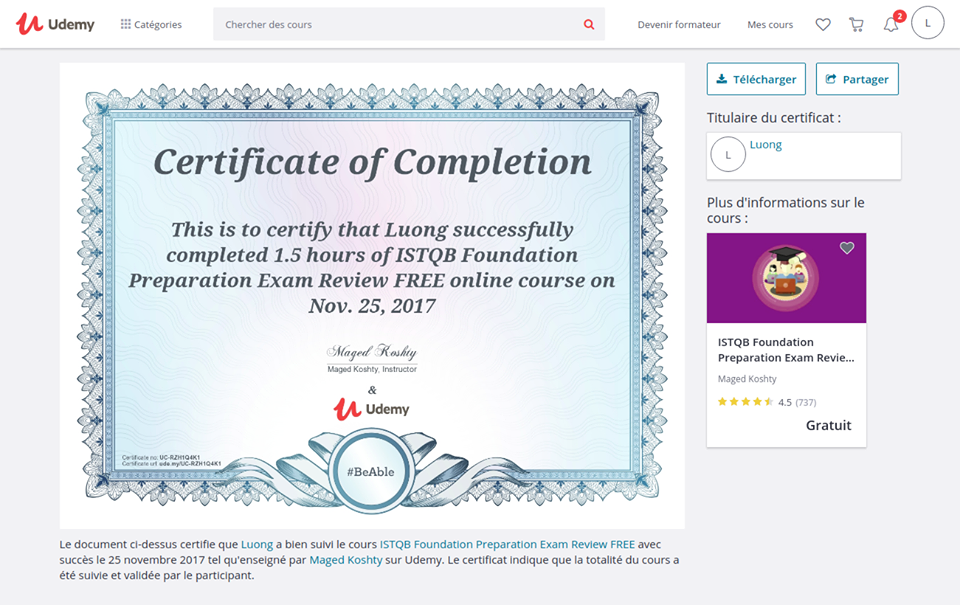 Udemy
Catégories
Chercher des cours
Devenir formateur
Mes cours
2
L
Certificate of Completion
This is to certify that Luong successfully
completed 1.5 hours of ISTQB Foundation
Preparation Exam Review FREE online course on
Nov. 25, 2017
Maged Koshty
Maged Koshty, Instructor
&
Udemy
#BeAble
Certificate no: UC-RZH1Q4K1
Certificate url: ude.my/UC-RZH1Q4K1
Le document ci-dessus certifie que Luong a bien suivi le cours ISTQB Foundation Preparation Exam Review FREE avec
succès le 25 novembre 2017 tel qu'enseigné par Maged Koshty sur Udemy. Le certificat indique que la totalité du cours a
été suivie et validée par le participant.
Télécharger
Partager
Titulaire du certificat :
L
Luong
Plus d'informations sur le
cours :
ISTQB Foundation
Preparation Exam Revie...
Maged Koshty
4.5 (737)
Gratuit